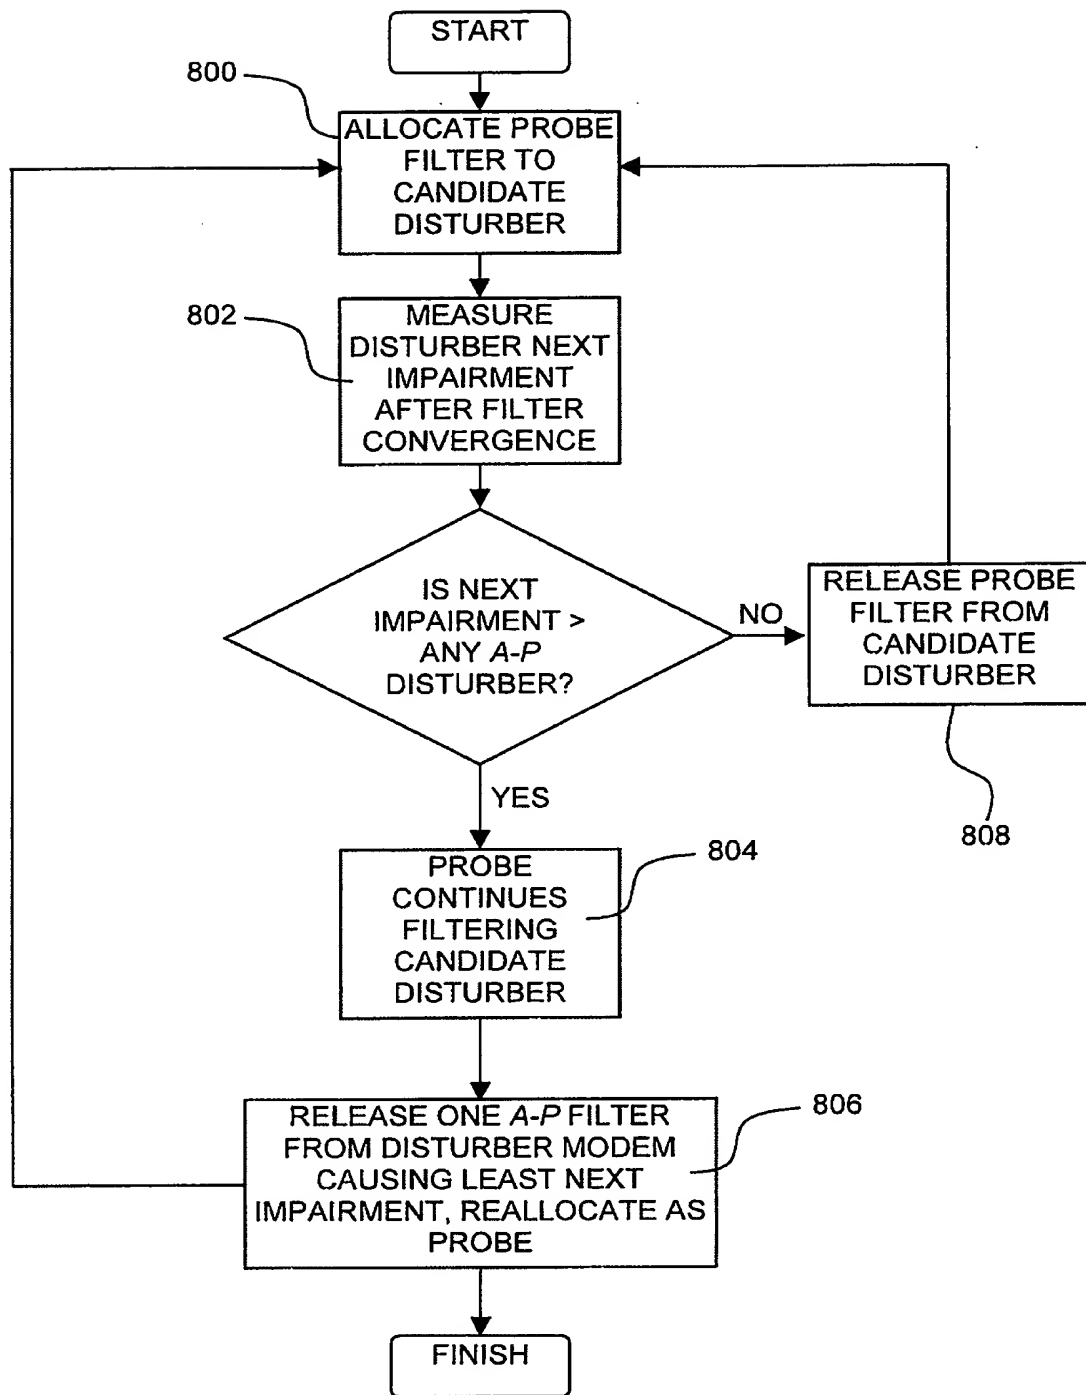 START
800
ALLOCATE PROBE
FILTER TO
CANDIDATE
DISTURBER
802
MEASURE
DISTURBER NEXT
IMPAIRMENT
AFTER FILTER
CONVERGENCE
IS NEXT
IMPAIRMENT >
ANY A-P
DISTURBER?
NO
RELEASE PROBE
FILTER FROM
CANDIDATE
DISTURBER
808
YES
PROBE
CONTINUES
FILTERING
CANDIDATE
DISTURBER
804
RELEASE ONE A-P FILTER
FROM DISTURBER MODEM
CAUSING LEAST NEXT
IMPAIRMENT, REALLOCATE AS
PROBE
806
FINISH